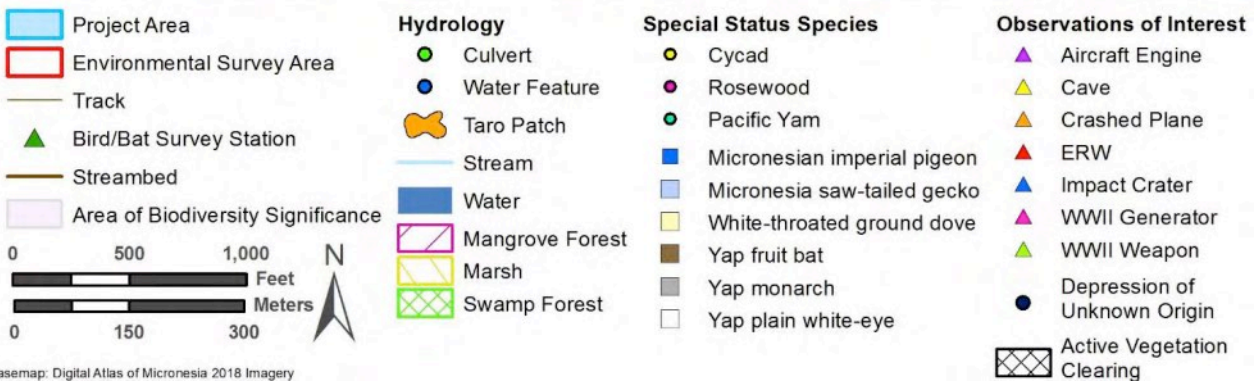 Project Area
Environmental Survey Area
Track
Bird/Bat Survey Station
Streambed
Area of Biodiversity Significance
0 500 1,000
Feet
Meters
0 150 300
N
asemap: Digital Atlas of Micronesia 2018 Imagery
Hydrology
Culvert
Water Feature
Taro Patch
Stream
Water
Mangrove Forest
Marsh
Swamp Forest
Special Status Species
Cycad
Rosewood
Pacific Yam
Micronesian imperial pigeon
Micronesia saw-tailed gecko
White-throated ground dove
Yap fruit bat
Yap monarch
Yap plain white-eye
Observations of Interest
Aircraft Engine
Cave
Crashed Plane
ERW
Impact Crater
WWII Generator
WWII Weapon
Depression of
Unknown Origin
Active Vegetation
Clearing